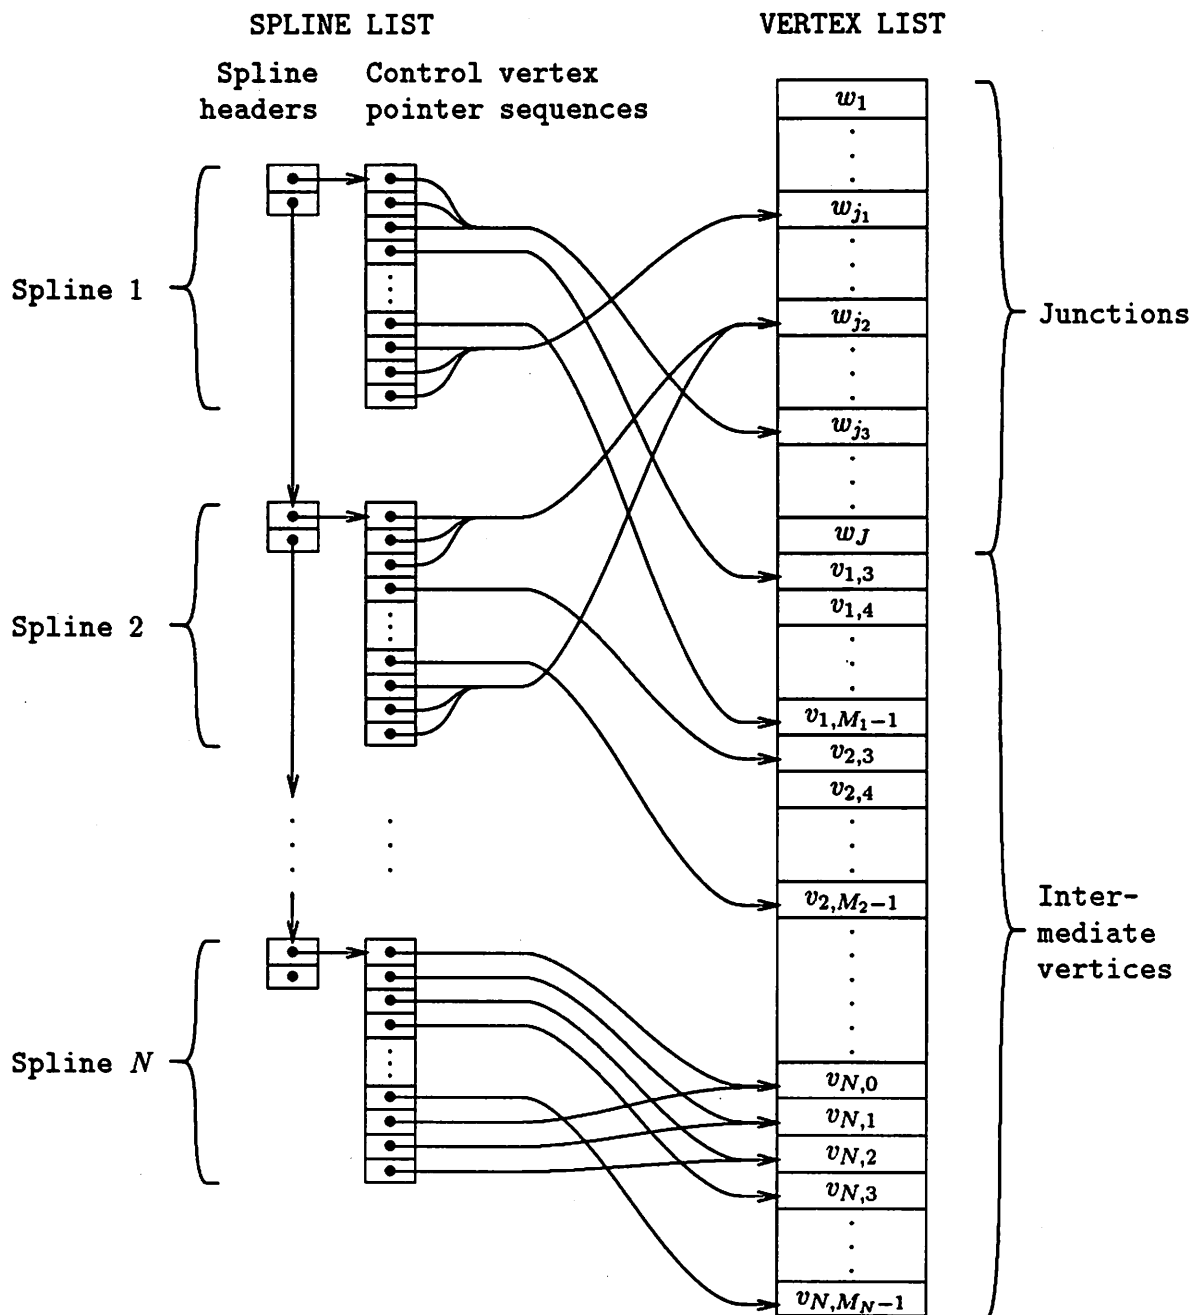 SPLINE LIST
VERTEX LIST
Spline headers
Control vertex pointer sequences
w_1
w_{j_1}
Spline 1
w_{j_2}
Junctions
w_{j_3}
w_J
v_{1,3}
v_{1,4}
Spline 2
v_{1,M_1-1}
v_{2,3}
v_{2,4}
v_{2,M_2-1}
Inter-
mediate
vertices
Spline N
v_{N,0}
v_{N,1}
v_{N,2}
v_{N,3}
v_{N,M_N-1}